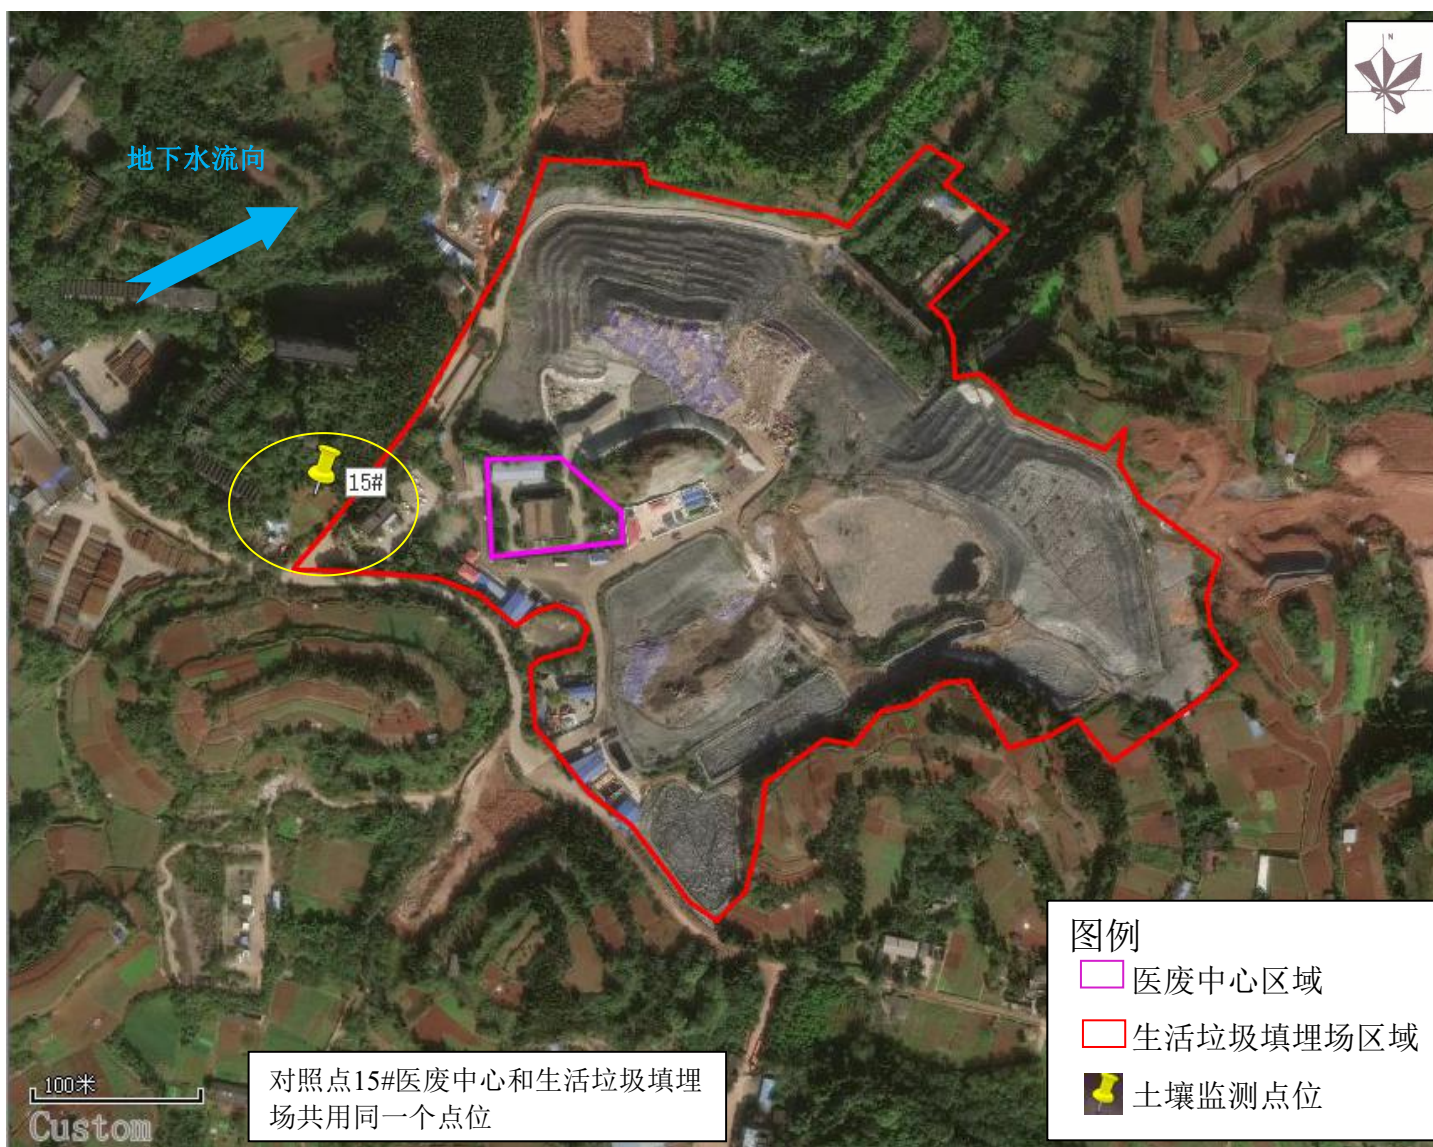 N
地下水流向
15#
图例
医废中心区域
生活垃圾填埋场区域
土壤监测点位
对照点15#医废中心和生活垃圾填埋
场共用同一个点位
100米
Custom